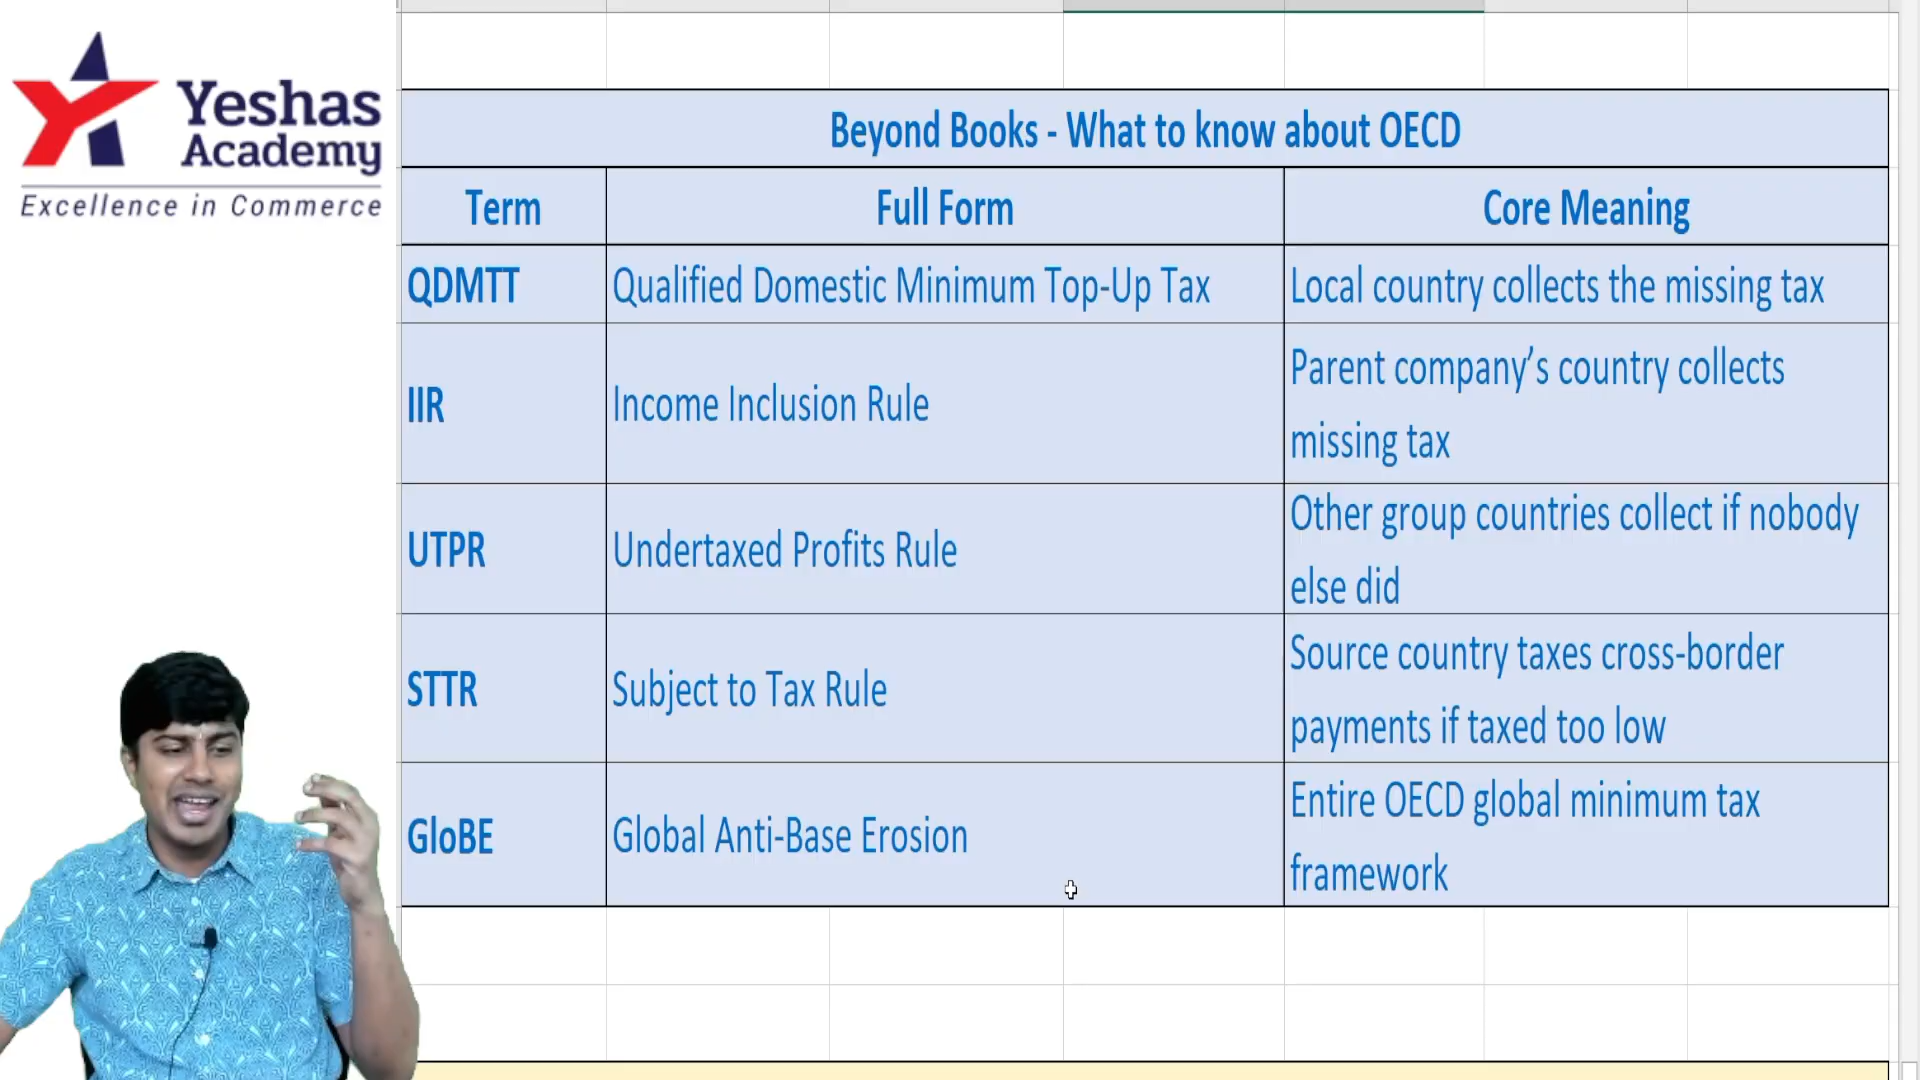 Yeshas
Academy
Excellence in Commerce
Beyond Books - What to know about OECD
Term
Full Form
Core Meaning
QDMTT
Qualified Domestic Minimum Top-Up Tax
Local country collects the missing tax
IIR
Income Inclusion Rule
Parent company’s country collects
missing tax
UTPR
Undertaxed Profits Rule
Other group countries collect if nobody
else did
STTR
Subject to Tax Rule
Source country taxes cross-border
payments if taxed too low
GloBE
Global Anti-Base Erosion
Entire OECD global minimum tax
framework